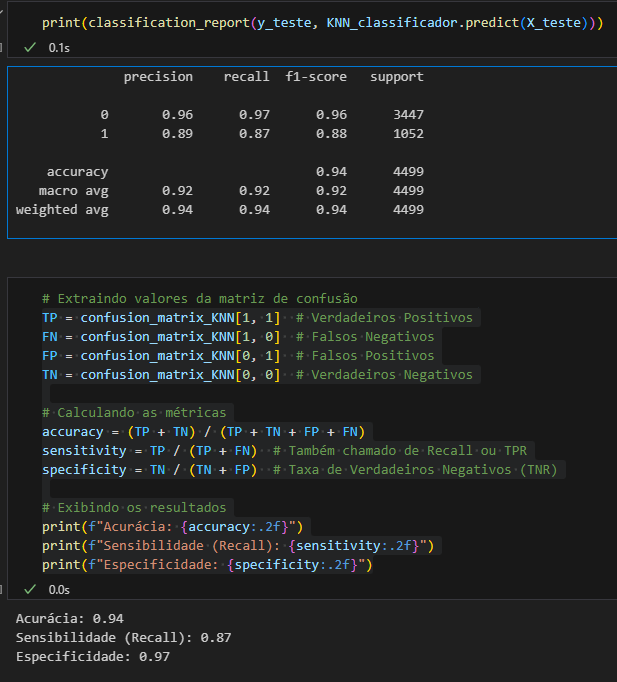 print(classification_report(y_teste, KNN_classificador.predict(X_teste)))
0.1s
precision recall f1-score support
0 0.96 0.97 0.96 3447
1 0.89 0.87 0.88 1052
accuracy 0.94 4499
macro avg 0.92 0.92 0.92 4499
weighted avg 0.94 0.94 0.94 4499
# Extraindo valores da matriz de confusão
TP = confusion_matrix_KNN[1, 1]  # Verdadeiros Positivos
FN = confusion_matrix_KNN[1, 0]  # Falsos Negativos
FP = confusion_matrix_KNN[0, 1]  # Falsos Positivos
TN = confusion_matrix_KNN[0, 0]  # Verdadeiros Negativos
# Calculando as métricas
accuracy = (TP + TN) / (TP + TN + FP + FN)
sensitivity = TP / (TP + FN)  # Também chamado de Recall ou TPR
specificity = TN / (TN + FP)  # Taxa de Verdadeiros Negativos (TNR)
# Exibindo os resultados
print(f"Acurácia: {accuracy:.2f}")
print(f"Sensibilidade (Recall): {sensitivity:.2f}")
print(f"Especificidade: {specificity:.2f}")
0.0s
Acurácia: 0.94
Sensibilidade (Recall): 0.87
Especificidade: 0.97